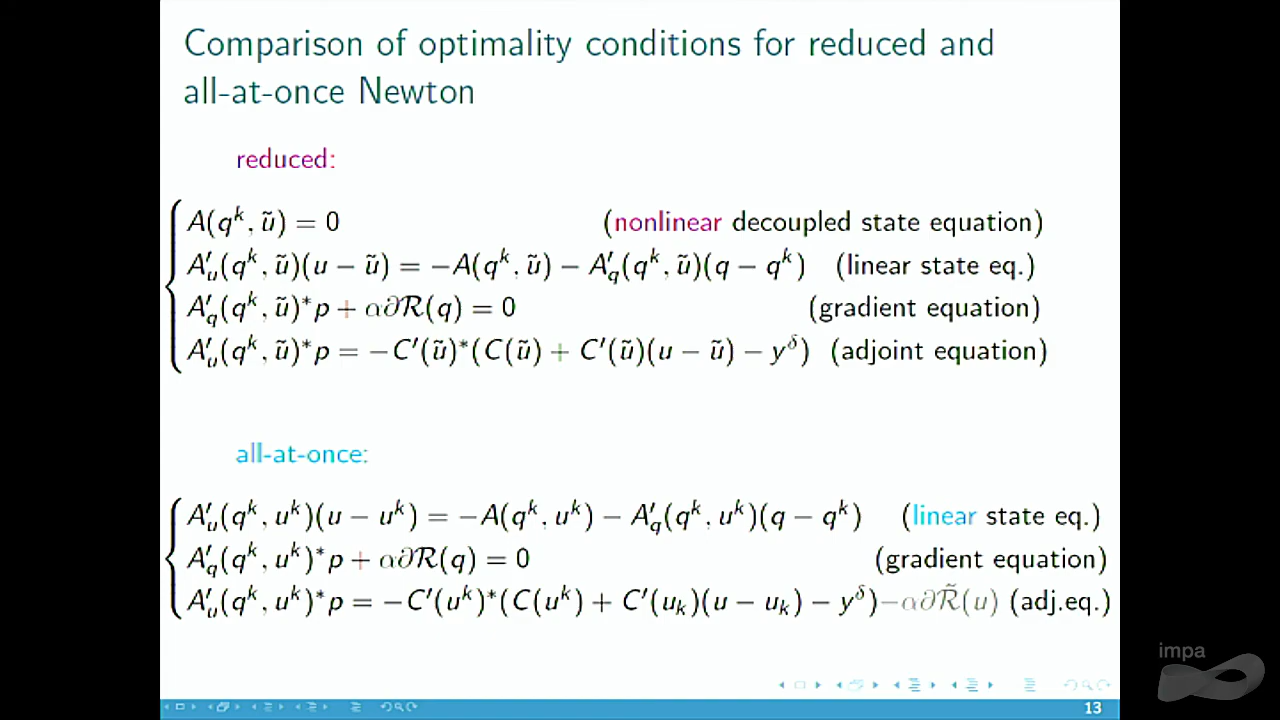 Comparison of optimality conditions for reduced and
all-at-once Newton
reduced:
A(q^k, ũ) = 0 (nonlinear decoupled state equation)
A′_u(q^k, ũ)(u − ũ) = −A(q^k, ũ) − A′_q(q^k, ũ)(q − q^k) (linear state eq.)
A′_q(q^k, ũ)*p + α∂R(q) = 0 (gradient equation)
A′_u(q^k, ũ)*p = −C′(ũ)*(C(ũ) + C′(ũ)(u − ũ) − y^δ) (adjoint equation)
all-at-once:
A′_u(q^k, u^k)(u − u^k) = −A(q^k, u^k) − A′_q(q^k, u^k)(q − q^k) (linear state eq.)
A′_q(q^k, u^k)*p + α∂R(q) = 0 (gradient equation)
A′_u(q^k, u^k)*p = −C′(u^k)*(C(u^k) + C′(u_k)(u − u_k) − y^δ)−α∂R̃(u) (adj.eq.)
impa
13